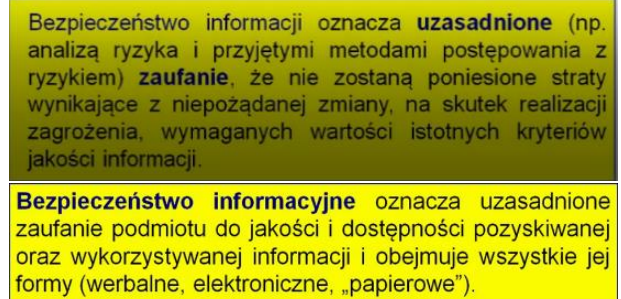 Bezpieczeństwo informacji oznacza uzasadnione (np.
analizą ryzyka i przyjętymi metodami postępowania z
ryzykiem) zaufanie, że nie zostaną poniesione straty
wynikające z niepożądanej zmiany, na skutek realizacji
zagrożenia, wymaganych wartości istotnych kryteriów
jakości informacji.
Bezpieczeństwo informacyjne oznacza uzasadnione
zaufanie podmiotu do jakości i dostępności pozyskiwanej
oraz wykorzystywanej informacji i obejmuje wszystkie jej
formy (werbalne, elektroniczne, „papierowe”).